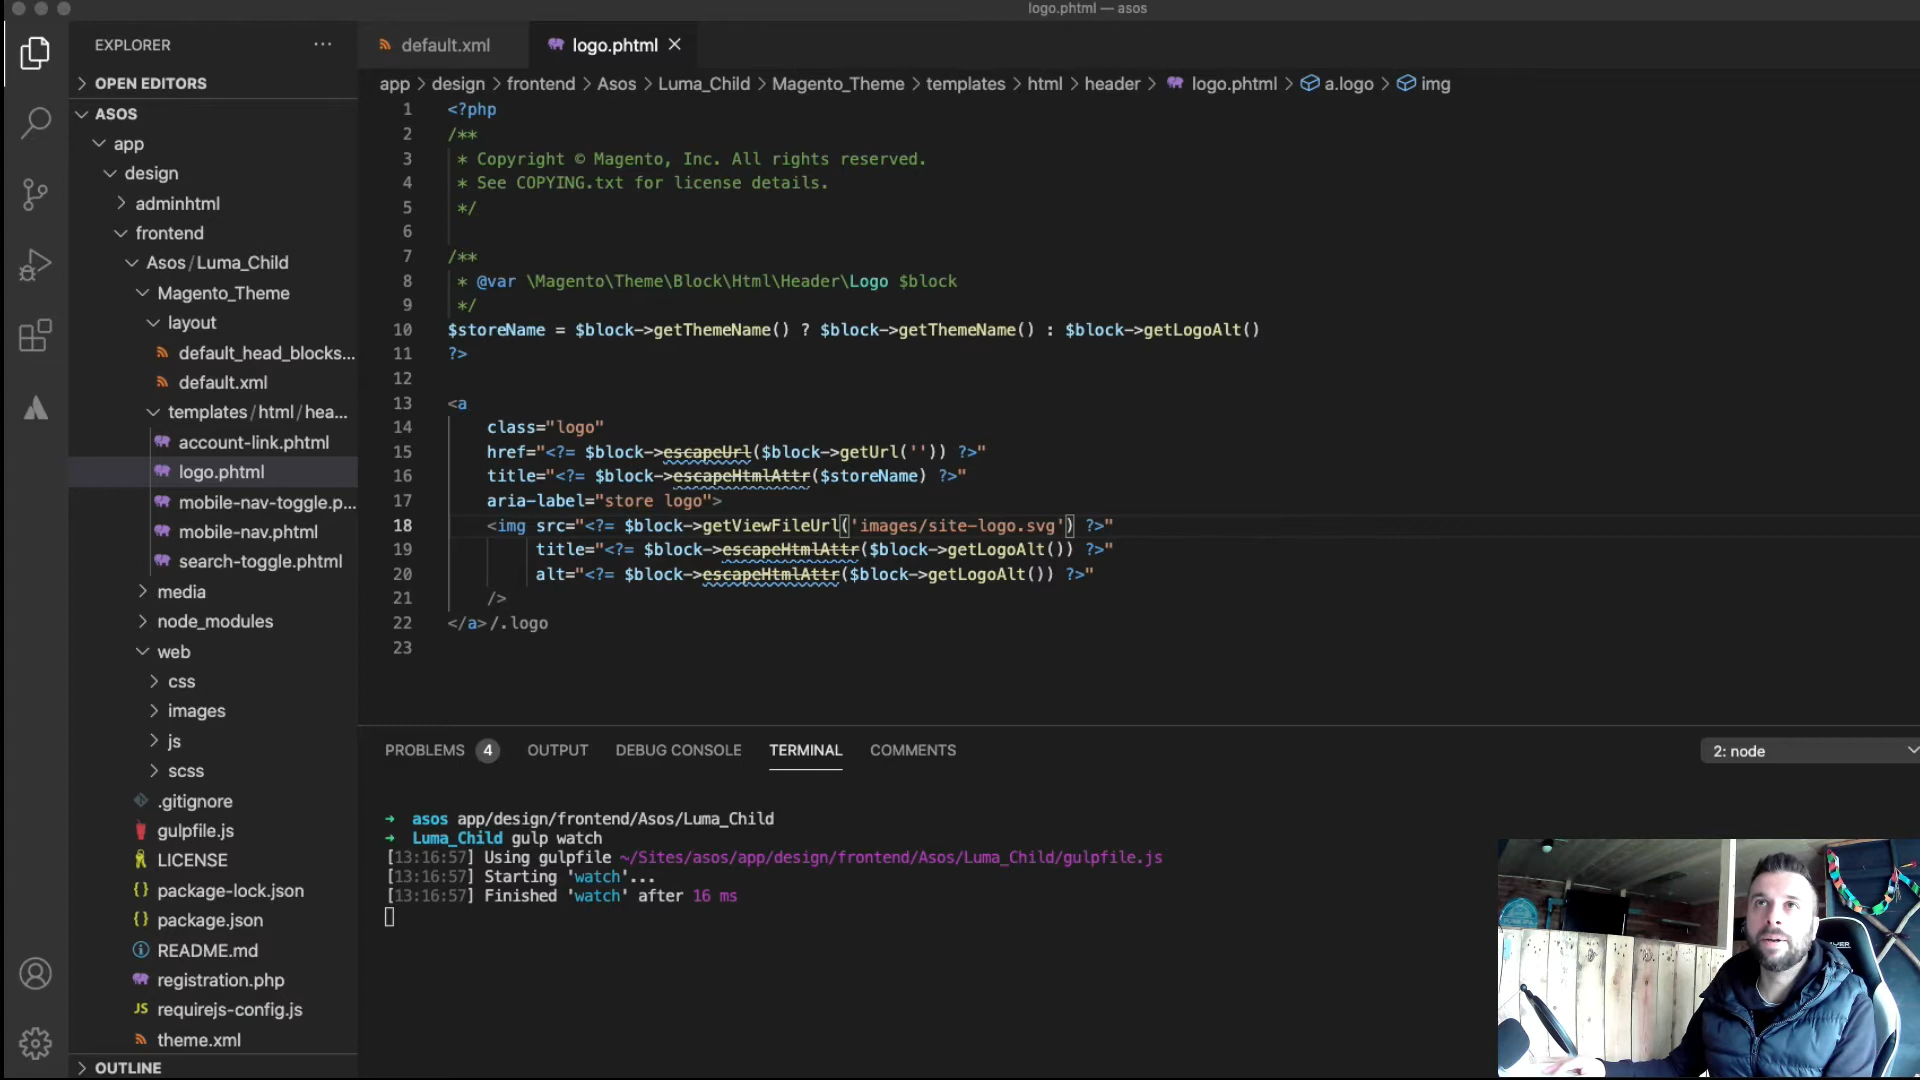 logo.phtml — asos
EXPLORER ...
OPEN EDITORS
ASOS
app
design
adminhtml
frontend
Asos/Luma_Child
Magento_Theme
layout
default_head_blocks...
default.xml
templates/html/hea...
account-link.phtml
logo.phtml
mobile-nav-toggle.p...
mobile-nav.phtml
search-toggle.phtml
media
node_modules
web
css
images
js
scss
.gitignore
gulpfile.js
LICENSE
package-lock.json
package.json
README.md
registration.php
requirejs-config.js
theme.xml
OUTLINE
default.xml
logo.phtml
app > design > frontend > Asos > Luma_Child > Magento_Theme > templates > html > header > logo.phtml > a.logo > img
1 <?php
2 /**
3 * Copyright © Magento, Inc. All rights reserved.
4 * See COPYING.txt for license details.
5 */
6
7 /**
8 * @var \Magento\Theme\Block\Html\Header\Logo $block
9 */
10 $storeName = $block->getThemeName() ? $block->getThemeName() : $block->getLogoAlt()
11 ?>
12
13 <a
14 class="logo"
15 href="<?= $block->escapeUrl($block->getUrl('')) ?>"
16 title="<?= $block->escapeHtmlAttr($storeName) ?>"
17 aria-label="store logo">
18 <img src="<?= $block->getViewFileUrl('images/site-logo.svg') ?>"
19 title="<?= $block->escapeHtmlAttr($block->getLogoAlt()) ?>"
20 alt="<?= $block->escapeHtmlAttr($block->getLogoAlt()) ?>"
21 />
22 </a>/.logo
23
PROBLEMS 4 OUTPUT DEBUG CONSOLE TERMINAL COMMENTS 2: node
➜ asos app/design/frontend/Asos/Luma_Child
➜ Luma_Child gulp watch
[13:16:57] Using gulpfile ~/Sites/asos/app/design/frontend/Asos/Luma_Child/gulpfile.js
[13:16:57] Starting 'watch'...
[13:16:57] Finished 'watch' after 16 ms